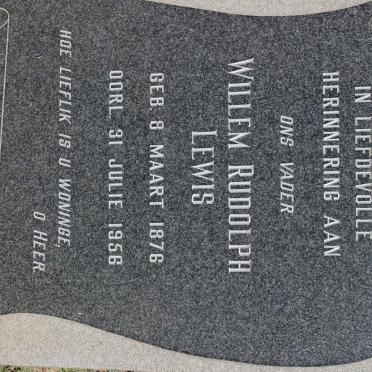 IN LIEFDEVOLLE
HERINNERING AAN
ONS VADER
WILLEM RUDOLPH
LEWIS
GEB. 8 MAART 1876
OORL. 31 JULIE 1956
HOE LIEFLIK IS U WONINGE,
O HEER